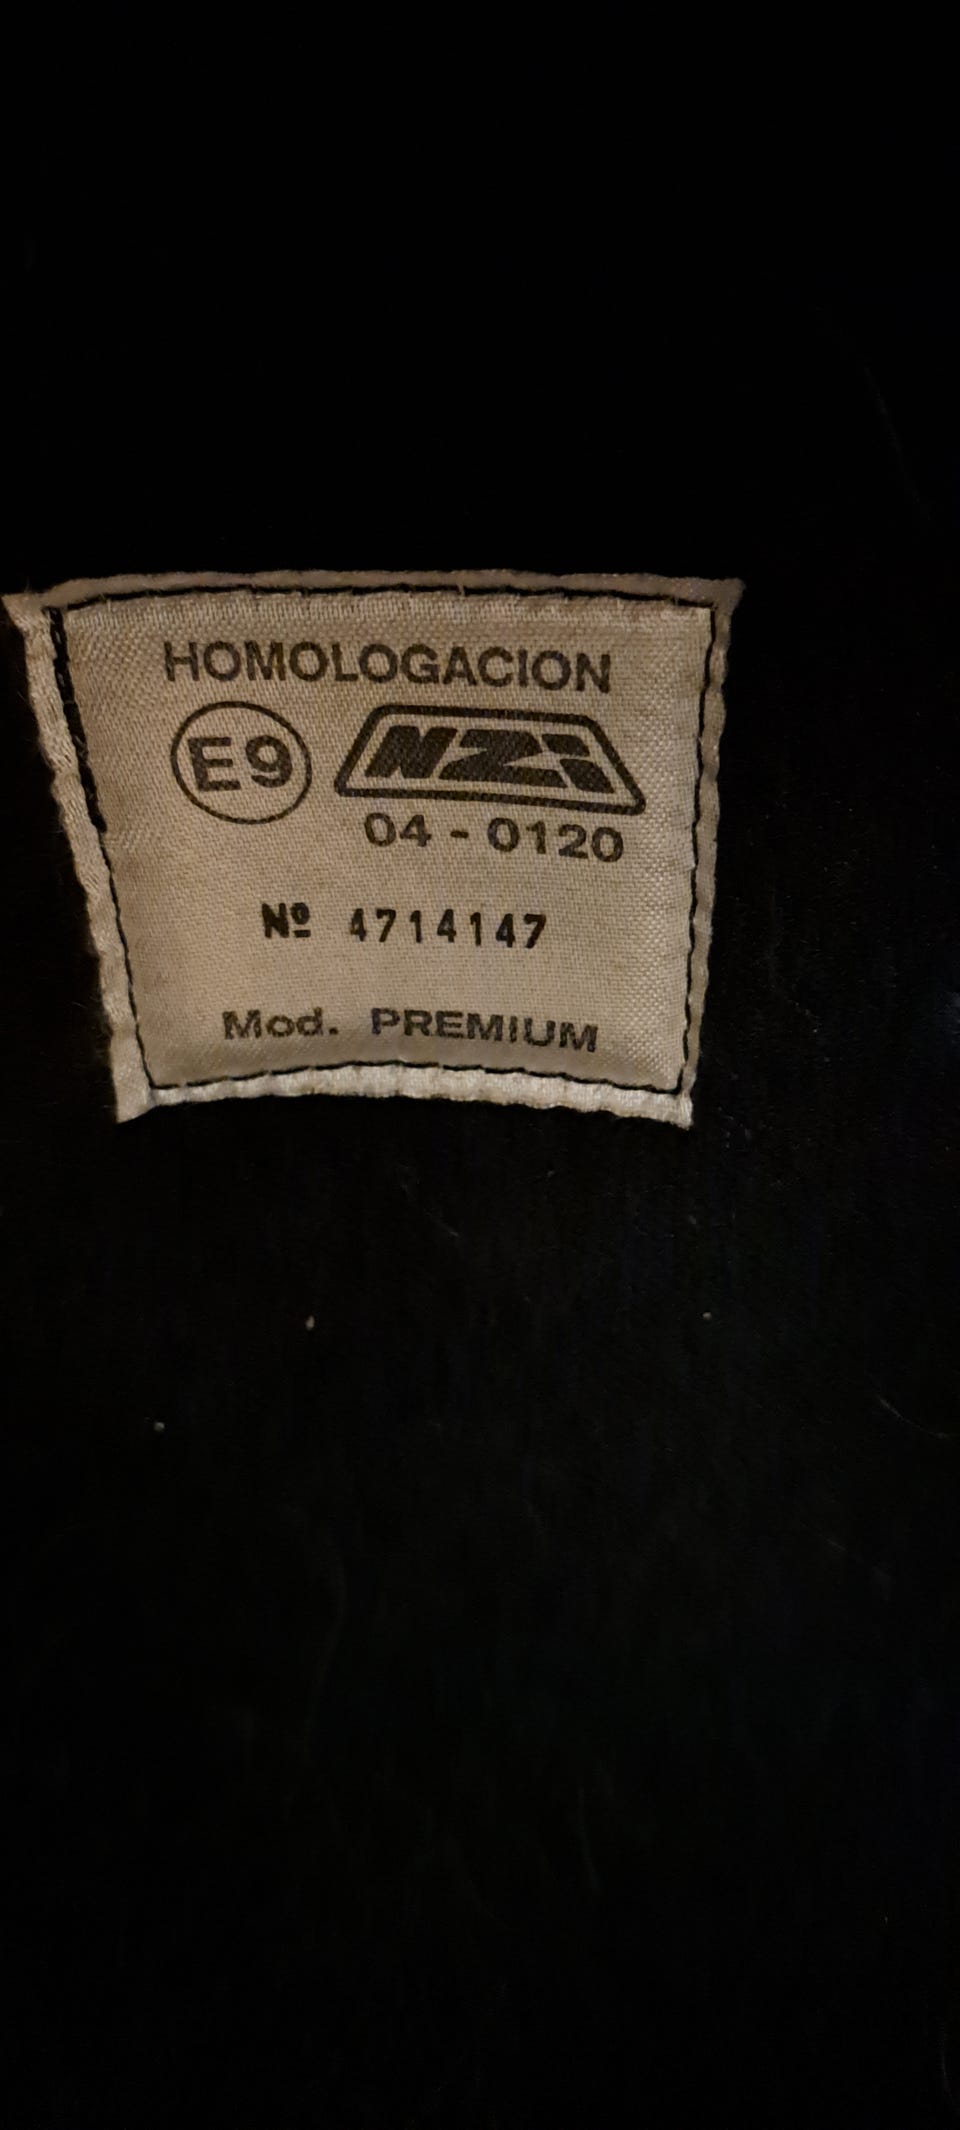 HOMOLOGACION
E9 NZi
04-0120
Nº 4714147
Mod. PREMIUM